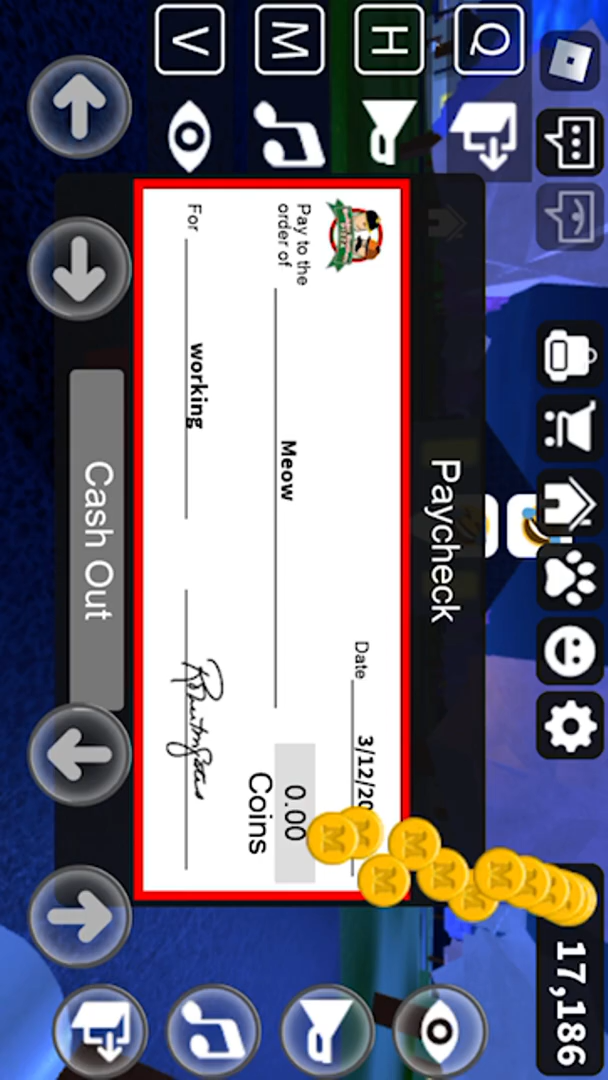 Q
H
M
V
17,186
Paycheck
Date
3/12/20
Pay to the
order of
Meow
0.00
Coins
For
working
Cash Out